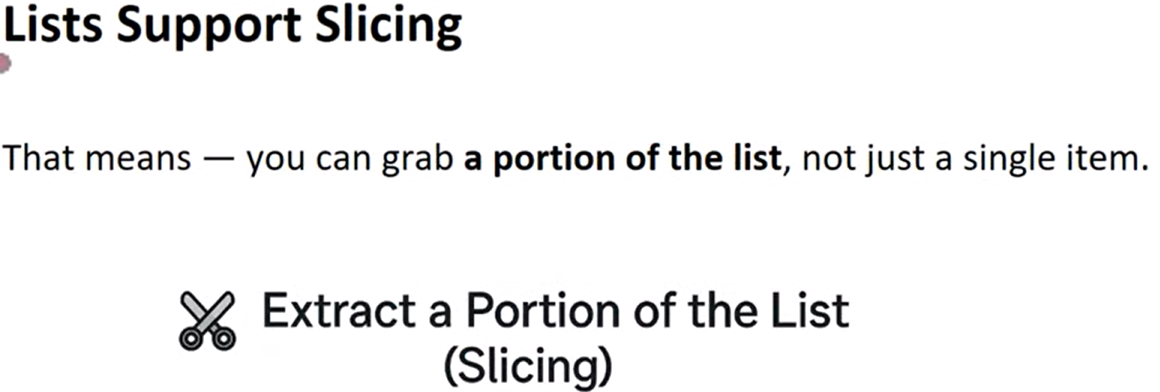 Lists Support Slicing
That means — you can grab a portion of the list, not just a single item.
Extract a Portion of the List
(Slicing)